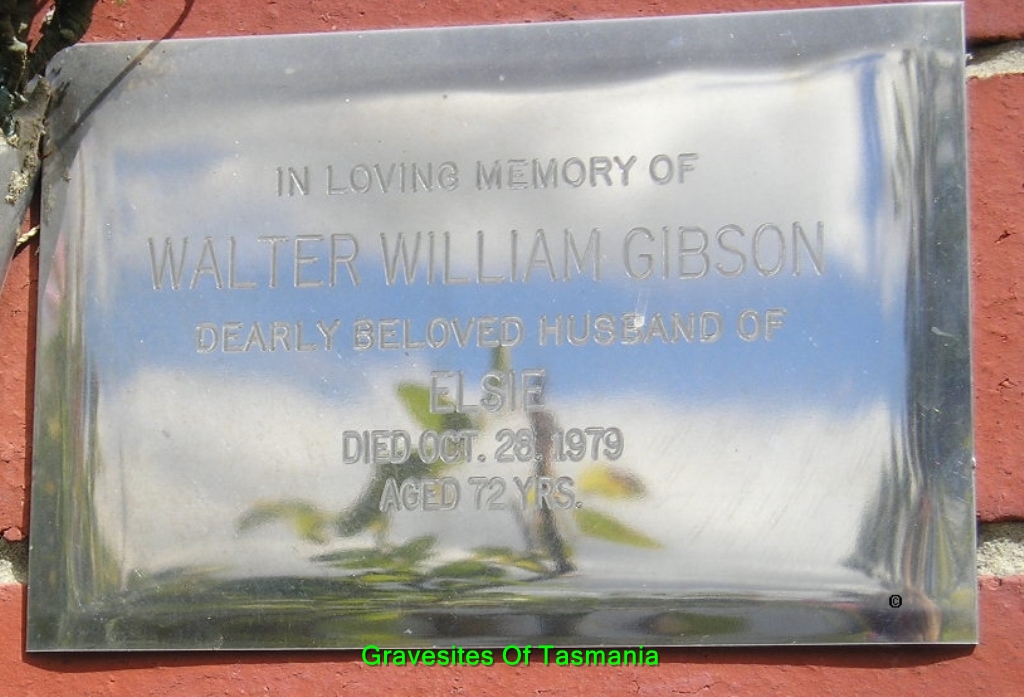 IN LOVING MEMORY OF
WALTER WILLIAM GIBSON
DEARLY BELOVED HUSBAND OF
ELSIE
DIED OCT. 28. 1979
AGED 72 YRS.
©
Gravesites Of Tasmania